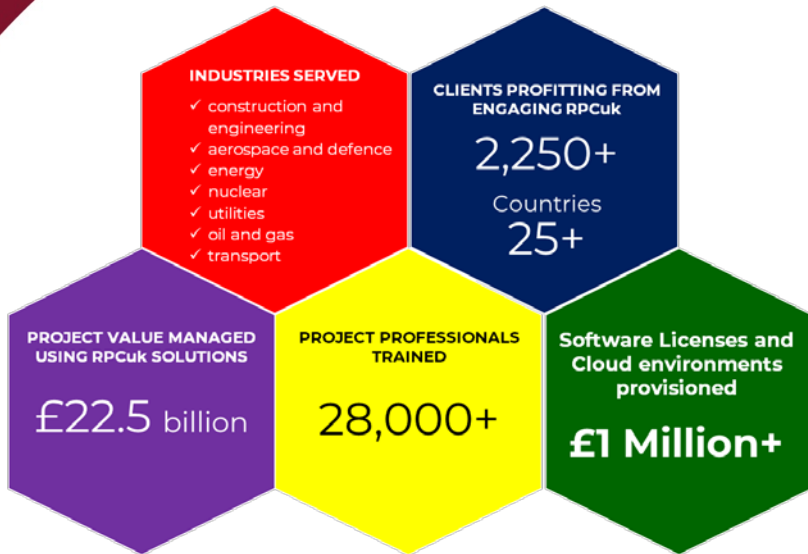 INDUSTRIES SERVED
✓ construction and
engineering
✓ aerospace and defence
✓ energy
✓ nuclear
✓ utilities
✓ oil and gas
✓ transport
CLIENTS PROFITTING FROM
ENGAGING RPCuk
2,250+
Countries
25+
PROJECT VALUE MANAGED
USING RPCuk SOLUTIONS
£22.5 billion
PROJECT PROFESSIONALS
TRAINED
28,000+
Software Licenses and
Cloud environments
provisioned
£1 Million+